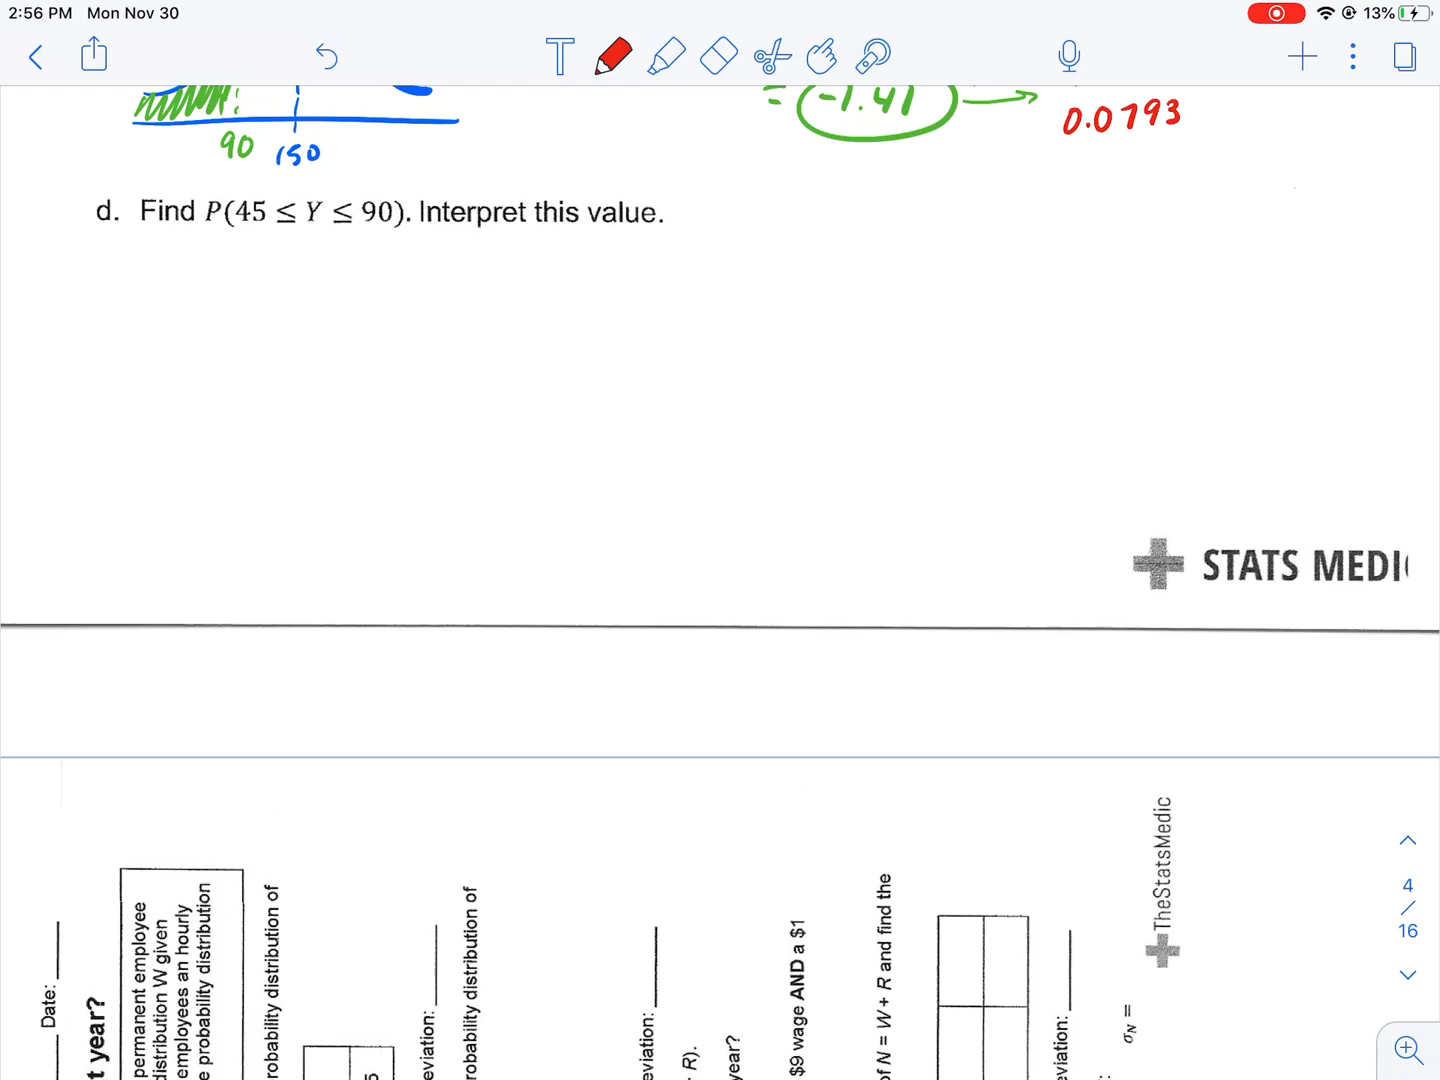 2:56 PM Mon Nov 30
13%
T
= -1.41 →
0.0793
90 150
d. Find P(45 ≤ Y ≤ 90). Interpret this value.
STATS MEDI
Date:
t year?
permanent employee
distribution W given
employees an hourly
e probability distribution
robability distribution of
5
eviation:
robability distribution of
eviation:
R).
year?
$9 wage AND a $1
of N = W + R and find the
eviation:
σN =
TheStatsMedic
4
/
16